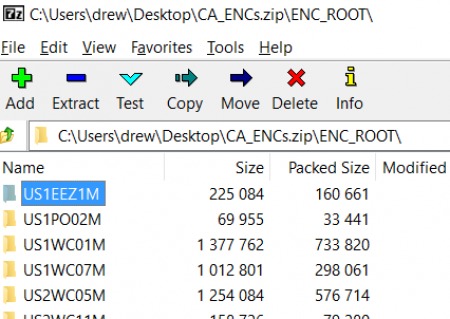 7z C:\Users\drew\Desktop\CA_ENCs.zip\ENC_ROOT\
File Edit View Favorites Tools Help
Add Extract Test Copy Move Delete Info
C:\Users\drew\Desktop\CA_ENCs.zip\ENC_ROOT\
Name Size Packed Size Modified
US1EEZ1M 225 084 160 661
US1PO02M 69 955 33 441
US1WC01M 1 377 762 733 820
US1WC07M 1 012 801 298 061
US2WC05M 1 254 084 576 714
US2WC11M